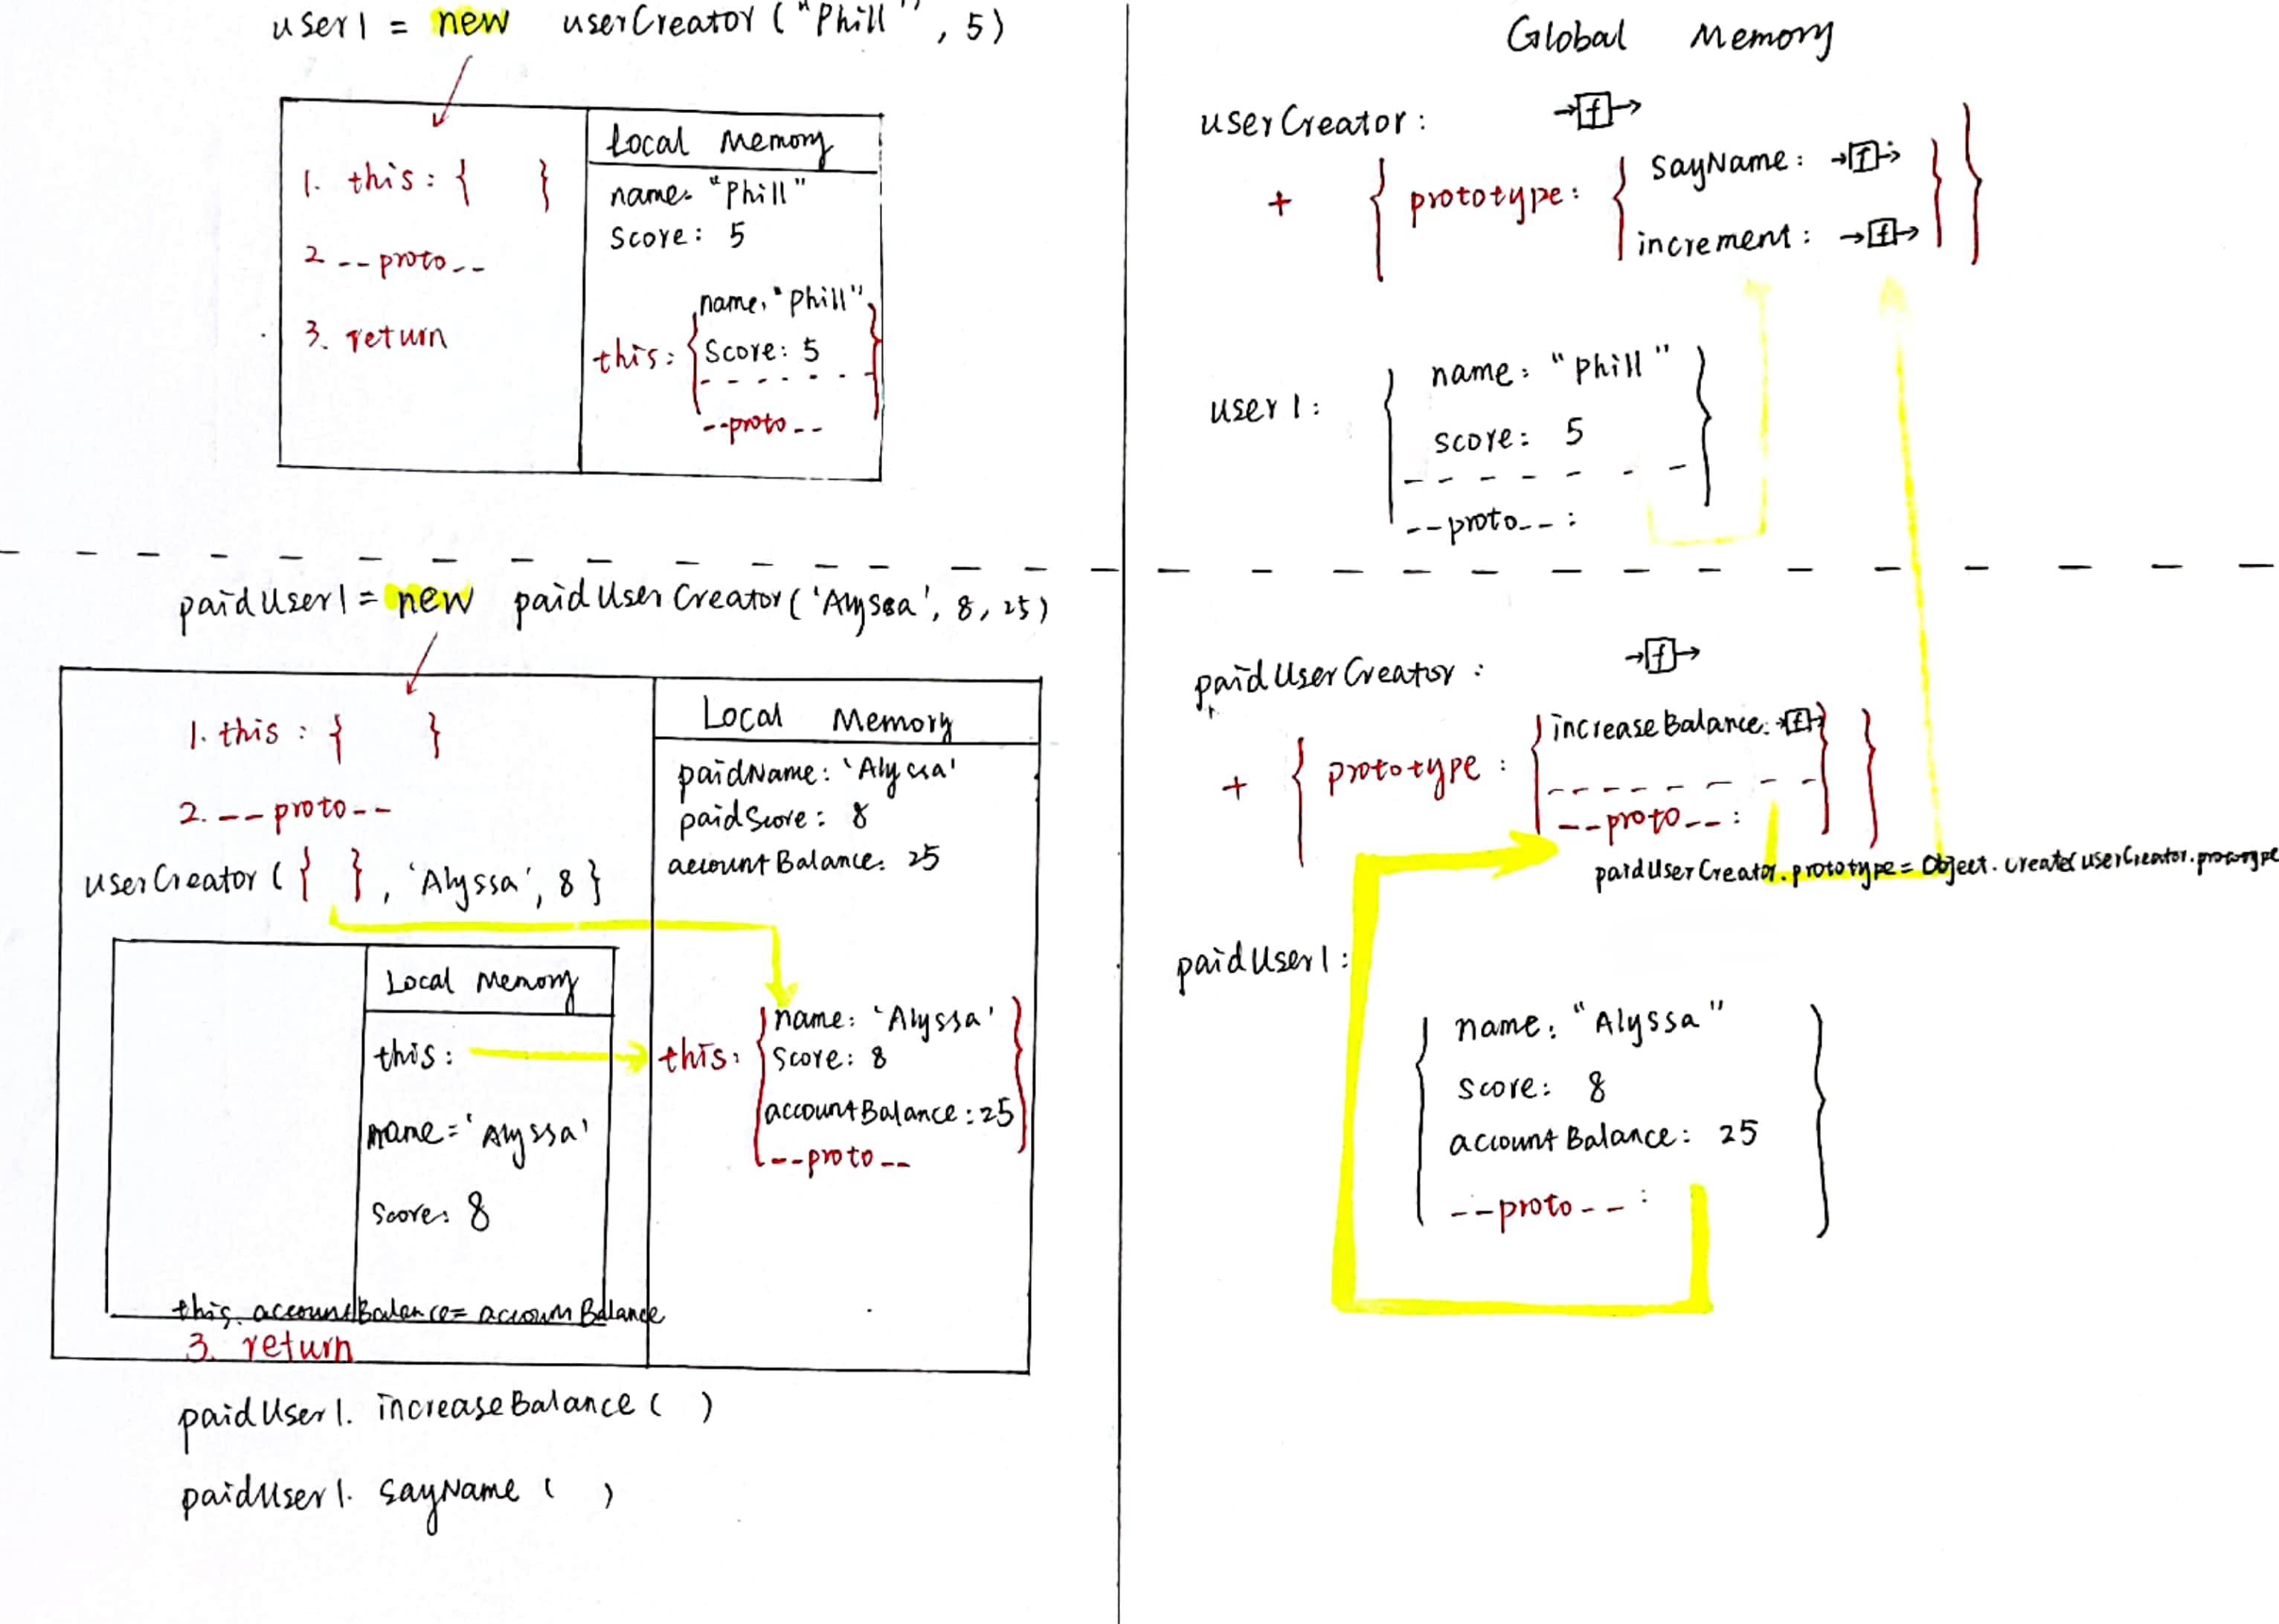 user1 = new userCreator ("Phill", 5)
1. this: { }
2 --proto--
3. return
Local Memory
name: "Phill"
Score: 5
name: "Phill"
this: { Score: 5 }
--proto--
paidUser1 = new paidUserCreator('Alyssa', 8, 25)
1. this : { }
2. --proto--
userCreator ({ }, 'Alyssa', 8 }
Local Memory
this:
name='Alyssa'
Score: 8
this. accountBalance= accounBalance
3. return
Local Memory
paidName: 'Alyssa'
paidScore: 8
accountBalance: 25
this: { name: 'Alyssa'
Score: 8
accountBalance: 25 }
--proto--
paidUser1. increaseBalance ( )
paidUser1. sayName ( )
Global Memory
userCreator: →[f]→
+ { prototype: { sayName: →[f]→
increment: →[f]→ } }
user1: { name: "Phill"
score: 5 }
--proto-- :
paidUserCreator : →[f]→
+ { prototype : { increaseBalance: →[f]→ } }
--proto-- :
paidUserCreator.prototype = Object.create(userCreator.prototype
paidUser1:
{ name: "Alyssa" }
score: 8
accountBalance: 25
--proto-- :